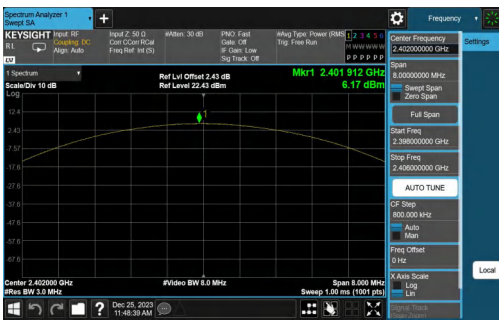 Spectrum Analyzer 1
Swept SA
Frequency
KEYSIGHT
Input: RF
Input Z: 50 Ω
#Atten: 30 dB
PNO: Fast
#Avg Type: Power (RMS)
1 2 3 4 5 6
RL
Coupling: DC
Corr CCorr RCal
Gate: Off
Trig: Free Run
M W W W W W
Align: Auto
Freq Ref: Int (S)
IF Gain: Low
P P P P P P
Sig Track: Off
LV
1 Spectrum
Ref Lvl Offset 2.43 dB
Mkr1 2.401 912 GHz
Scale/Div 10 dB
Ref Level 22.43 dBm
6.17 dBm
Log
12.4
1
2.43
-7.57
-17.6
-27.6
-37.6
-47.6
-57.6
-67.6
Center 2.402000 GHz
#Video BW 8.0 MHz
Span 8.000 MHz
#Res BW 3.0 MHz
Sweep 1.00 ms (1001 pts)
Dec 25, 2023
11:48:39 AM
Center Frequency
2.402000000 GHz
Settings
Span
8.00000000 MHz
Swept Span
Zero Span
Full Span
Start Freq
2.398000000 GHz
Stop Freq
2.406000000 GHz
AUTO TUNE
CF Step
800.000 kHz
Auto
Man
Freq Offset
0 Hz
X Axis Scale
Log
Lin
Local
Signal Track